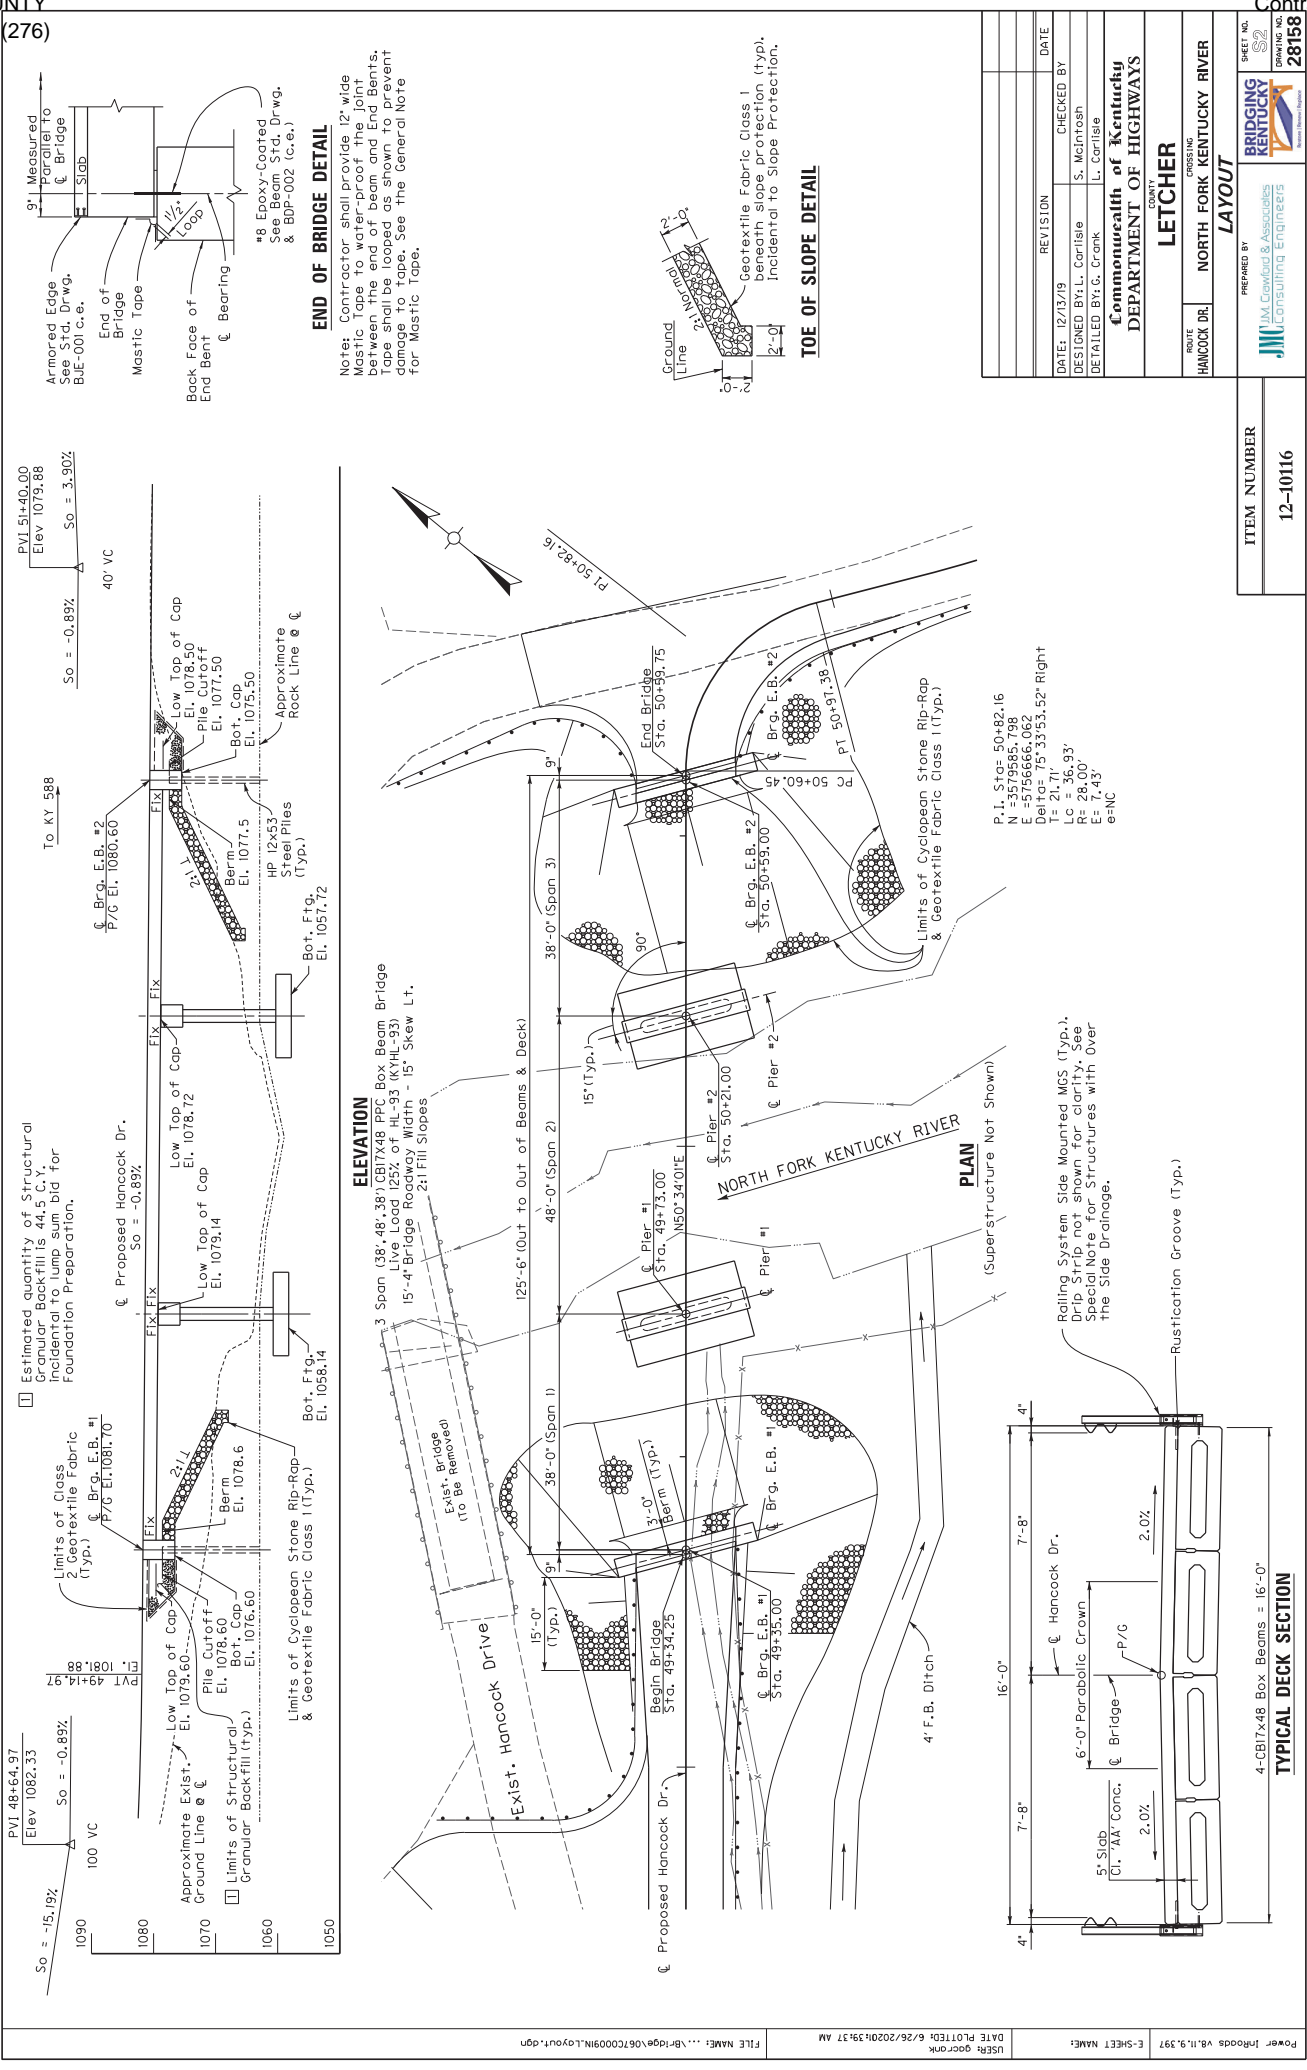 UNTY
Contr
(276)
PVI 48+64.97
Elev 1082.33
So = -15.19%
So = -0.89%
100 VC
PVT 49+14.97
El. 1081.88
1090
1080
1070
1060
1050
Approximate Exist.
Ground Line @ ℄
1 Limits of Structural
Granular Backfill (typ.)
Limits of Class
2 Geotextile Fabric
(Typ.)
℄ Brg. E.B. #1
P/G El. 1081.70
Low Top of Cap
El. 1079.60
Pile Cutoff
El. 1078.60
Bot. Cap
El. 1076.60
Limits of Cyclopean Stone Rip-Rap
& Geotextile Fabric Class 1 (Typ.)
Fix
2:1
Berm
El. 1078.6
1 Estimated quantity of Structural
Granular Backfill is 44.5 C.Y.
incidental to lump sum bid for
Foundation Preparation.
Bot. Ftg.
El. 1058.14
Fix
Fix
℄ Proposed Hancock Dr.
So = -0.89%
Low Top of Cap
El. 1079.14
Low Top of Cap
El. 1078.72
Fix
Fix
Bot. Ftg.
El. 1057.72
To KY 588
℄ Brg. E.B. #2
P/G El. 1080.60
Fix
2:1
Berm
El. 1077.5
HP 12x53
Steel Piles
(Typ.)
Low Top of Cap
El. 1078.50
Pile Cutoff
El. 1077.50
Bot. Cap
El. 1075.50
Approximate
Rock Line @ ℄
PVI 51+40.00
Elev 1079.88
So = -0.89%
So = 3.90%
40' VC
ELEVATION
3 Span (38',48',38') CB17X48 PPC Box Beam Bridge
Live Load 125% of HL-93 (KYHL-93)
15'-4" Bridge Roadway Width - 15° Skew Lt.
2:1 Fill Slopes
9" Measured
Parallel to
℄ Bridge
Slab
Armored Edge
See Std. Drwg.
BJE-001 c.e.
End of
Bridge
Mastic Tape
Back Face of
End Bent
℄ Bearing
1 1/2"
Loop
#8 Epoxy-Coated
See Beam Std. Drwg.
& BDP-002 (c.e.)
END OF BRIDGE DETAIL
Note: Contractor shall provide 12" wide
Mastic Tape to water-proof the joint
between the end of beam and End Bents.
Tape shall be looped as shown to prevent
damage to tape. See the General Note
for Mastic Tape.
Exist. Hancock Drive
Exist. Bridge
(To Be Removed)
125'-6" (Out to Out of Beams & Deck)
9"
38'-0" (Span 1)
48'-0" (Span 2)
38'-0" (Span 3)
9"
15'-0"
(Typ.)
3'-0"
Berm (Typ.)
Begin Bridge
Sta. 49+34.25
℄ Brg. E.B. #1
Sta. 49+35.00
℄ Brg. E.B. #1
℄ Pier #1
Sta. 49+73.00
℄ Pier #1
N50°34'01"E
℄ Pier #2
Sta. 50+21.00
℄ Pier #2
15° (Typ.)
90°
℄ Brg. E.B. #2
Sta. 50+59.00
℄ Brg. E.B. #2
End Bridge
Sta. 50+59.75
PC 50+60.45
PT 50+97.38
PI 50+82.16
Limits of Cyclopean Stone Rip-Rap
& Geotextile Fabric Class 1 (Typ.)
NORTH FORK KENTUCKY RIVER
℄ Proposed Hancock Dr.
4' F.B. Ditch
PLAN
(Superstructure Not Shown)
P.I. Sta= 50+82.16
N =3579585.798
E =5756666.062
Delta= 75°33'53.52" Right
T= 21.71'
Lc = 36.93'
R= 28.00'
E= 7.43'
e=NC
Ground
Line
2:1 Normal
2'-0"
2'-0"
2'-0"
Geotextile Fabric Class 1
beneath slope protection (typ).
Incidental to Slope Protection.
TOE OF SLOPE DETAIL
16'-0"
4"
7'-8"
7'-8"
4"
6'-0" Parabolic Crown
℄ Hancock Dr.
℄ Bridge
P/G
5" Slab
Cl. 'AA' Conc.
2.0%
2.0%
4-CB17x48 Box Beams = 16'-0"
Railing System Side Mounted MGS (Typ.).
Drip Strip not shown for clarity. See
Special Note for Structures with Over
the Side Drainage.
Rustication Groove (Typ.)
TYPICAL DECK SECTION
REVISION
DATE
DATE: 12/13/19
CHECKED BY
DESIGNED BY: L. Carlisle
S. McIntosh
DETAILED BY: G. Crank
L. Carlisle
Commonwealth of Kentucky
DEPARTMENT OF HIGHWAYS
COUNTY
LETCHER
ROUTE
HANCOCK DR.
CROSSING
NORTH FORK KENTUCKY RIVER
LAYOUT
ITEM NUMBER
12-10116
PREPARED BY
JMC J.M. Crawford & Associates
Consulting Engineers
BRIDGING
KENTUCKY
Restore | Renew | Replace
SHEET NO.
S2
DRAWING NO.
28158
Power InRoads v8.11.9.397
E-SHEET NAME:
USER: gacrank
DATE PLOTTED: 6/26/2020 1:39:37 AM
FILE NAME: ...\Bridge\067C00091N_Layout.dgn